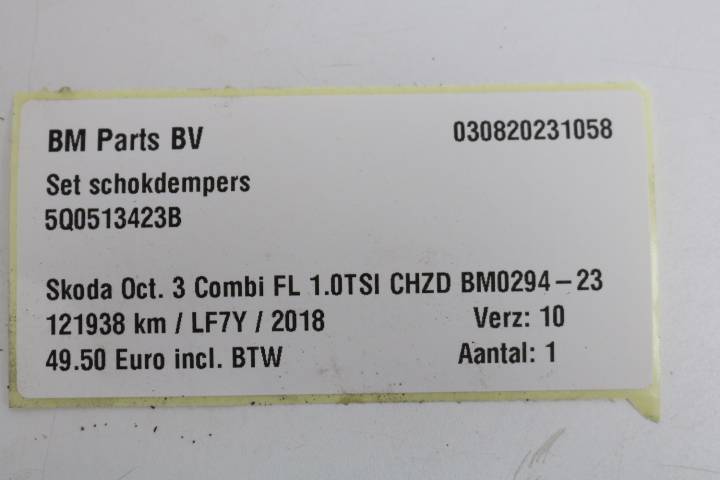 BM Parts BV 030820231058
Set schokdempers
5Q0513423B
Skoda Oct. 3 Combi FL 1.0TSI CHZD BM0294-23
121938 km / LF7Y / 2018 Verz: 10
49.50 Euro incl. BTW Aantal: 1